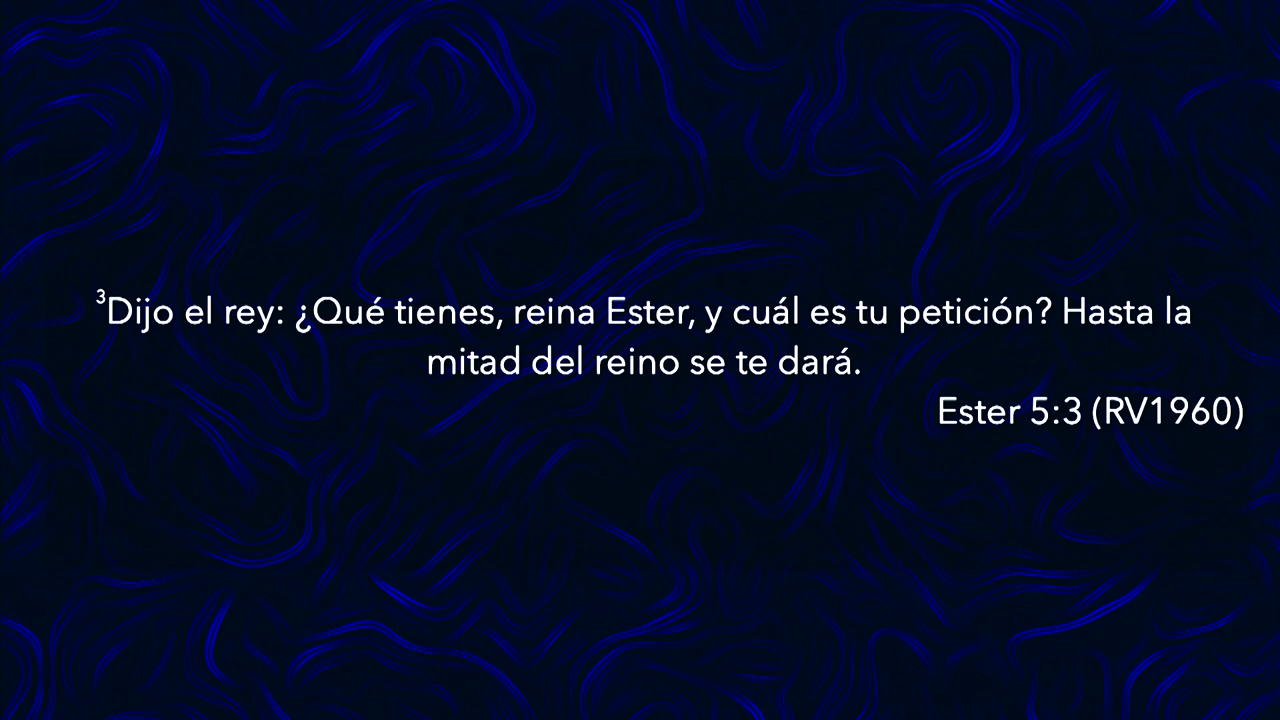 ³Dijo el rey: ¿Qué tienes, reina Ester, y cuál es tu petición? Hasta la
mitad del reino se te dará.
Ester 5:3 (RV1960)